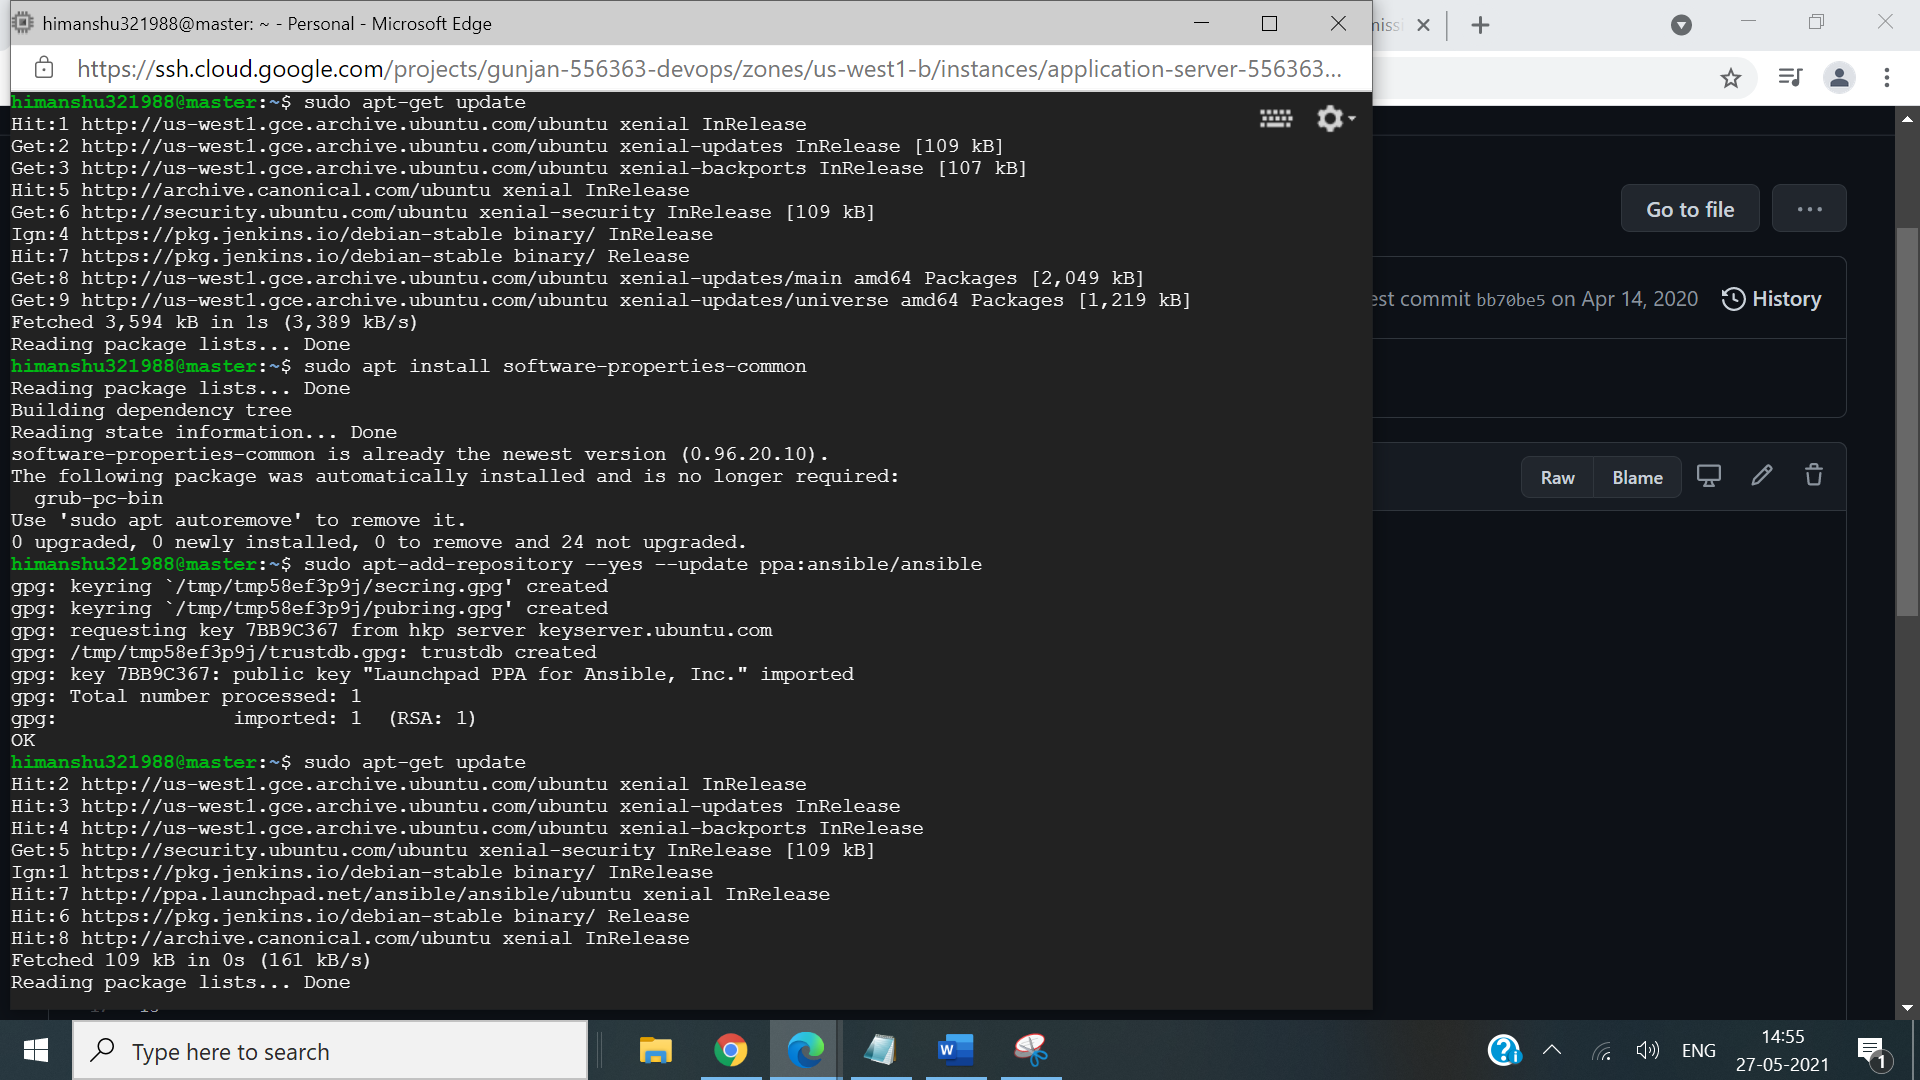 himanshu321988@master: ~ - Personal - Microsoft Edge
https://ssh.cloud.google.com/projects/gunjan-556363-devops/zones/us-west1-b/instances/application-server-556363...
himanshu321988@master:~$ sudo apt-get update
Hit:1 http://us-west1.gce.archive.ubuntu.com/ubuntu xenial InRelease
Get:2 http://us-west1.gce.archive.ubuntu.com/ubuntu xenial-updates InRelease [109 kB]
Get:3 http://us-west1.gce.archive.ubuntu.com/ubuntu xenial-backports InRelease [107 kB]
Hit:5 http://archive.canonical.com/ubuntu xenial InRelease
Get:6 http://security.ubuntu.com/ubuntu xenial-security InRelease [109 kB]
Ign:4 https://pkg.jenkins.io/debian-stable binary/ InRelease
Hit:7 https://pkg.jenkins.io/debian-stable binary/ Release
Get:8 http://us-west1.gce.archive.ubuntu.com/ubuntu xenial-updates/main amd64 Packages [2,049 kB]
Get:9 http://us-west1.gce.archive.ubuntu.com/ubuntu xenial-updates/universe amd64 Packages [1,219 kB]
Fetched 3,594 kB in 1s (3,389 kB/s)
Reading package lists... Done
himanshu321988@master:~$ sudo apt install software-properties-common
Reading package lists... Done
Building dependency tree
Reading state information... Done
software-properties-common is already the newest version (0.96.20.10).
The following package was automatically installed and is no longer required:
  grub-pc-bin
Use 'sudo apt autoremove' to remove it.
0 upgraded, 0 newly installed, 0 to remove and 24 not upgraded.
himanshu321988@master:~$ sudo apt-add-repository --yes --update ppa:ansible/ansible
gpg: keyring `/tmp/tmp58ef3p9j/secring.gpg' created
gpg: keyring `/tmp/tmp58ef3p9j/pubring.gpg' created
gpg: requesting key 7BB9C367 from hkp server keyserver.ubuntu.com
gpg: /tmp/tmp58ef3p9j/trustdb.gpg: trustdb created
gpg: key 7BB9C367: public key "Launchpad PPA for Ansible, Inc." imported
gpg: Total number processed: 1
gpg:               imported: 1  (RSA: 1)
OK
himanshu321988@master:~$ sudo apt-get update
Hit:2 http://us-west1.gce.archive.ubuntu.com/ubuntu xenial InRelease
Hit:3 http://us-west1.gce.archive.ubuntu.com/ubuntu xenial-updates InRelease
Hit:4 http://us-west1.gce.archive.ubuntu.com/ubuntu xenial-backports InRelease
Get:5 http://security.ubuntu.com/ubuntu xenial-security InRelease [109 kB]
Ign:1 https://pkg.jenkins.io/debian-stable binary/ InRelease
Hit:7 http://ppa.launchpad.net/ansible/ansible/ubuntu xenial InRelease
Hit:6 https://pkg.jenkins.io/debian-stable binary/ Release
Hit:8 http://archive.canonical.com/ubuntu xenial InRelease
Fetched 109 kB in 0s (161 kB/s)
Reading package lists... Done
Go to file
est commit bb70be5 on Apr 14, 2020 History
Raw Blame
Type here to search
ENG
14:55
27-05-2021
1